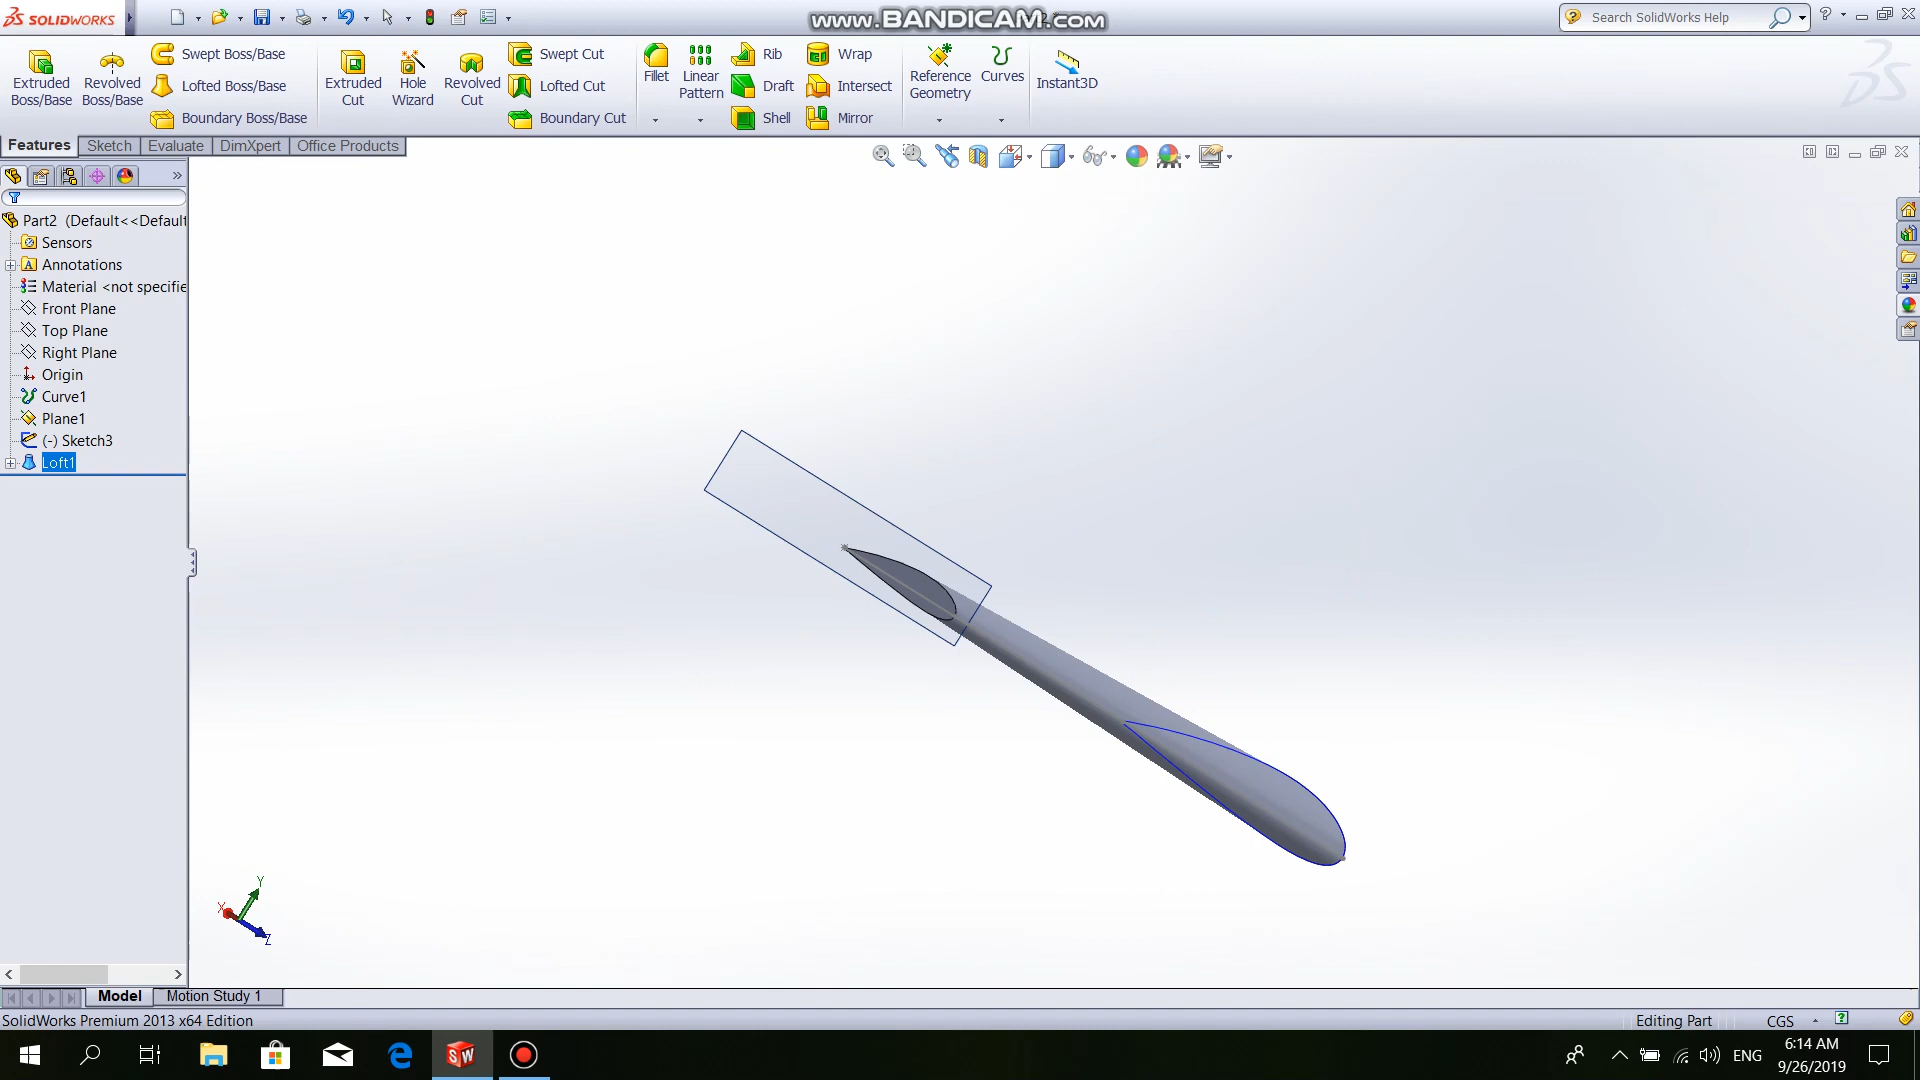 SOLIDWORKS
www.BANDICAM.com
Search SolidWorks Help
Extruded Boss/Base
Revolved Boss/Base
Swept Boss/Base
Lofted Boss/Base
Boundary Boss/Base
Extruded Cut
Hole Wizard
Revolved Cut
Swept Cut
Lofted Cut
Boundary Cut
Fillet
Linear Pattern
Rib
Draft
Shell
Wrap
Intersect
Mirror
Reference Geometry
Curves
Instant3D
Features
Sketch
Evaluate
DimXpert
Office Products
Part2 (Default<<Default
Sensors
Annotations
Material <not specifie
Front Plane
Top Plane
Right Plane
Origin
Curve1
Plane1
(-) Sketch3
Loft1
Y
X
Z
Model
Motion Study 1
SolidWorks Premium 2013 x64 Edition
Editing Part
CGS
SW
ENG
6:14 AM
9/26/2019